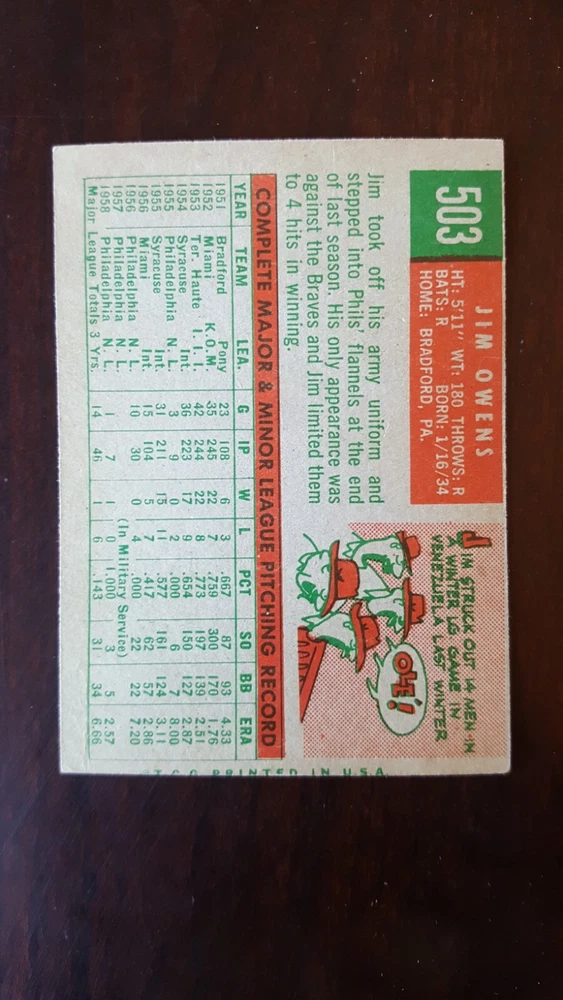 503
JIM OWENS
HT: 5'11" WT: 180 THROWS: R
BATS: R BORN: 1/16/34
HOME: BRADFORD, PA.
Jim took off his army uniform and
stepped into Phils' flannels at the end
of last season. His only appearance was
against the Braves and Jim limited them
to 4 hits in winning.
JIM STRUCK OUT 14 MEN IN
A WINTER LG GAME IN
VENEZUELA LAST WINTER
OLE!
COMPLETE MAJOR & MINOR LEAGUE PITCHING RECORD
YEAR TEAM LEA. G IP W L PCT SO BB ERA
1951 Bradford Pony 23 108 6 3 .667 87 93 4.33
1952 Miami K.O.M. 35 245 22 7 .759 300 170 1.76
1953 Ter. Haute I.I.I. 42 244 22 8 .773 197 139 2.51
1954 Syracuse Int. 36 223 17 9 .654 150 127 2.87
1955 Philadelphia N. L. 3 9 0 2 .000 6 7 8.00
1955 Syracuse Int. 31 211 15 11 .577 161 124 3.11
1956 Miami Int. 15 104 5 7 .417 62 57 2.86
1956 Philadelphia N. L. 10 30 0 4 .000 22 22 7.20
1957 Philadelphia N. L. (In Military Service)
1958 Philadelphia N. L. 1 7 1 0 1.000 3 5 2.57
Major League Totals 3 Yrs. 14 46 1 6 .143 31 34 6.66
PRINTED IN U.S.A.